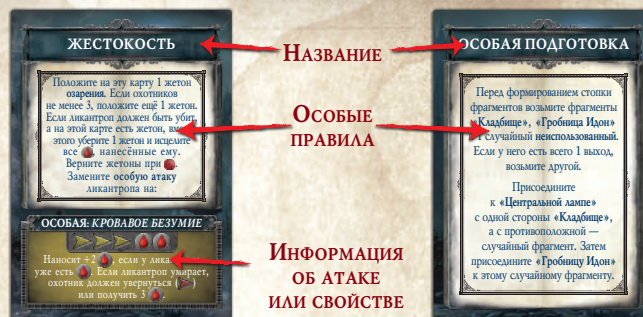 ЖЕСТОКОСТЬ
Положите на эту карту 1 жетон
озарения. Если охотников
не менее 3, положите ещё 1 жетон.
Если ликантроп должен быть убит,
а на этой карте есть жетон,
этого уберите 1 жетон и исцелите
все , нанесённые ему.
Верните жетоны при .
Замените особую атаку
ликантропа на:
ОСОБАЯ: КРОВАВОЕ БЕЗУМИЕ
Наносит +2 , если у
уже есть . Если ликантроп умирает,
охотник должен увернуться ( )
или получить 3 .
НАЗВАНИЕ
ОСОБЫЕ
ПРАВИЛА
ИНФОРМАЦИЯ
ОБ АТАКЕ
ИЛИ СВОЙСТВЕ
ОСОБАЯ ПОДГОТОВКА
Перед формированием стопки
фрагментов возьмите фрагменты
«Кладбище», «Гробница Идон»
1 случайный неиспользованный.
Если у него есть всего 1 выход,
возьмите другой.
Присоедините
к «Центральной лампе»
с одной стороны «Кладбище»,
а с противоположной —
случайный фрагмент. Затем
присоедините «Гробницу Идон»
к этому случайному фрагменту.